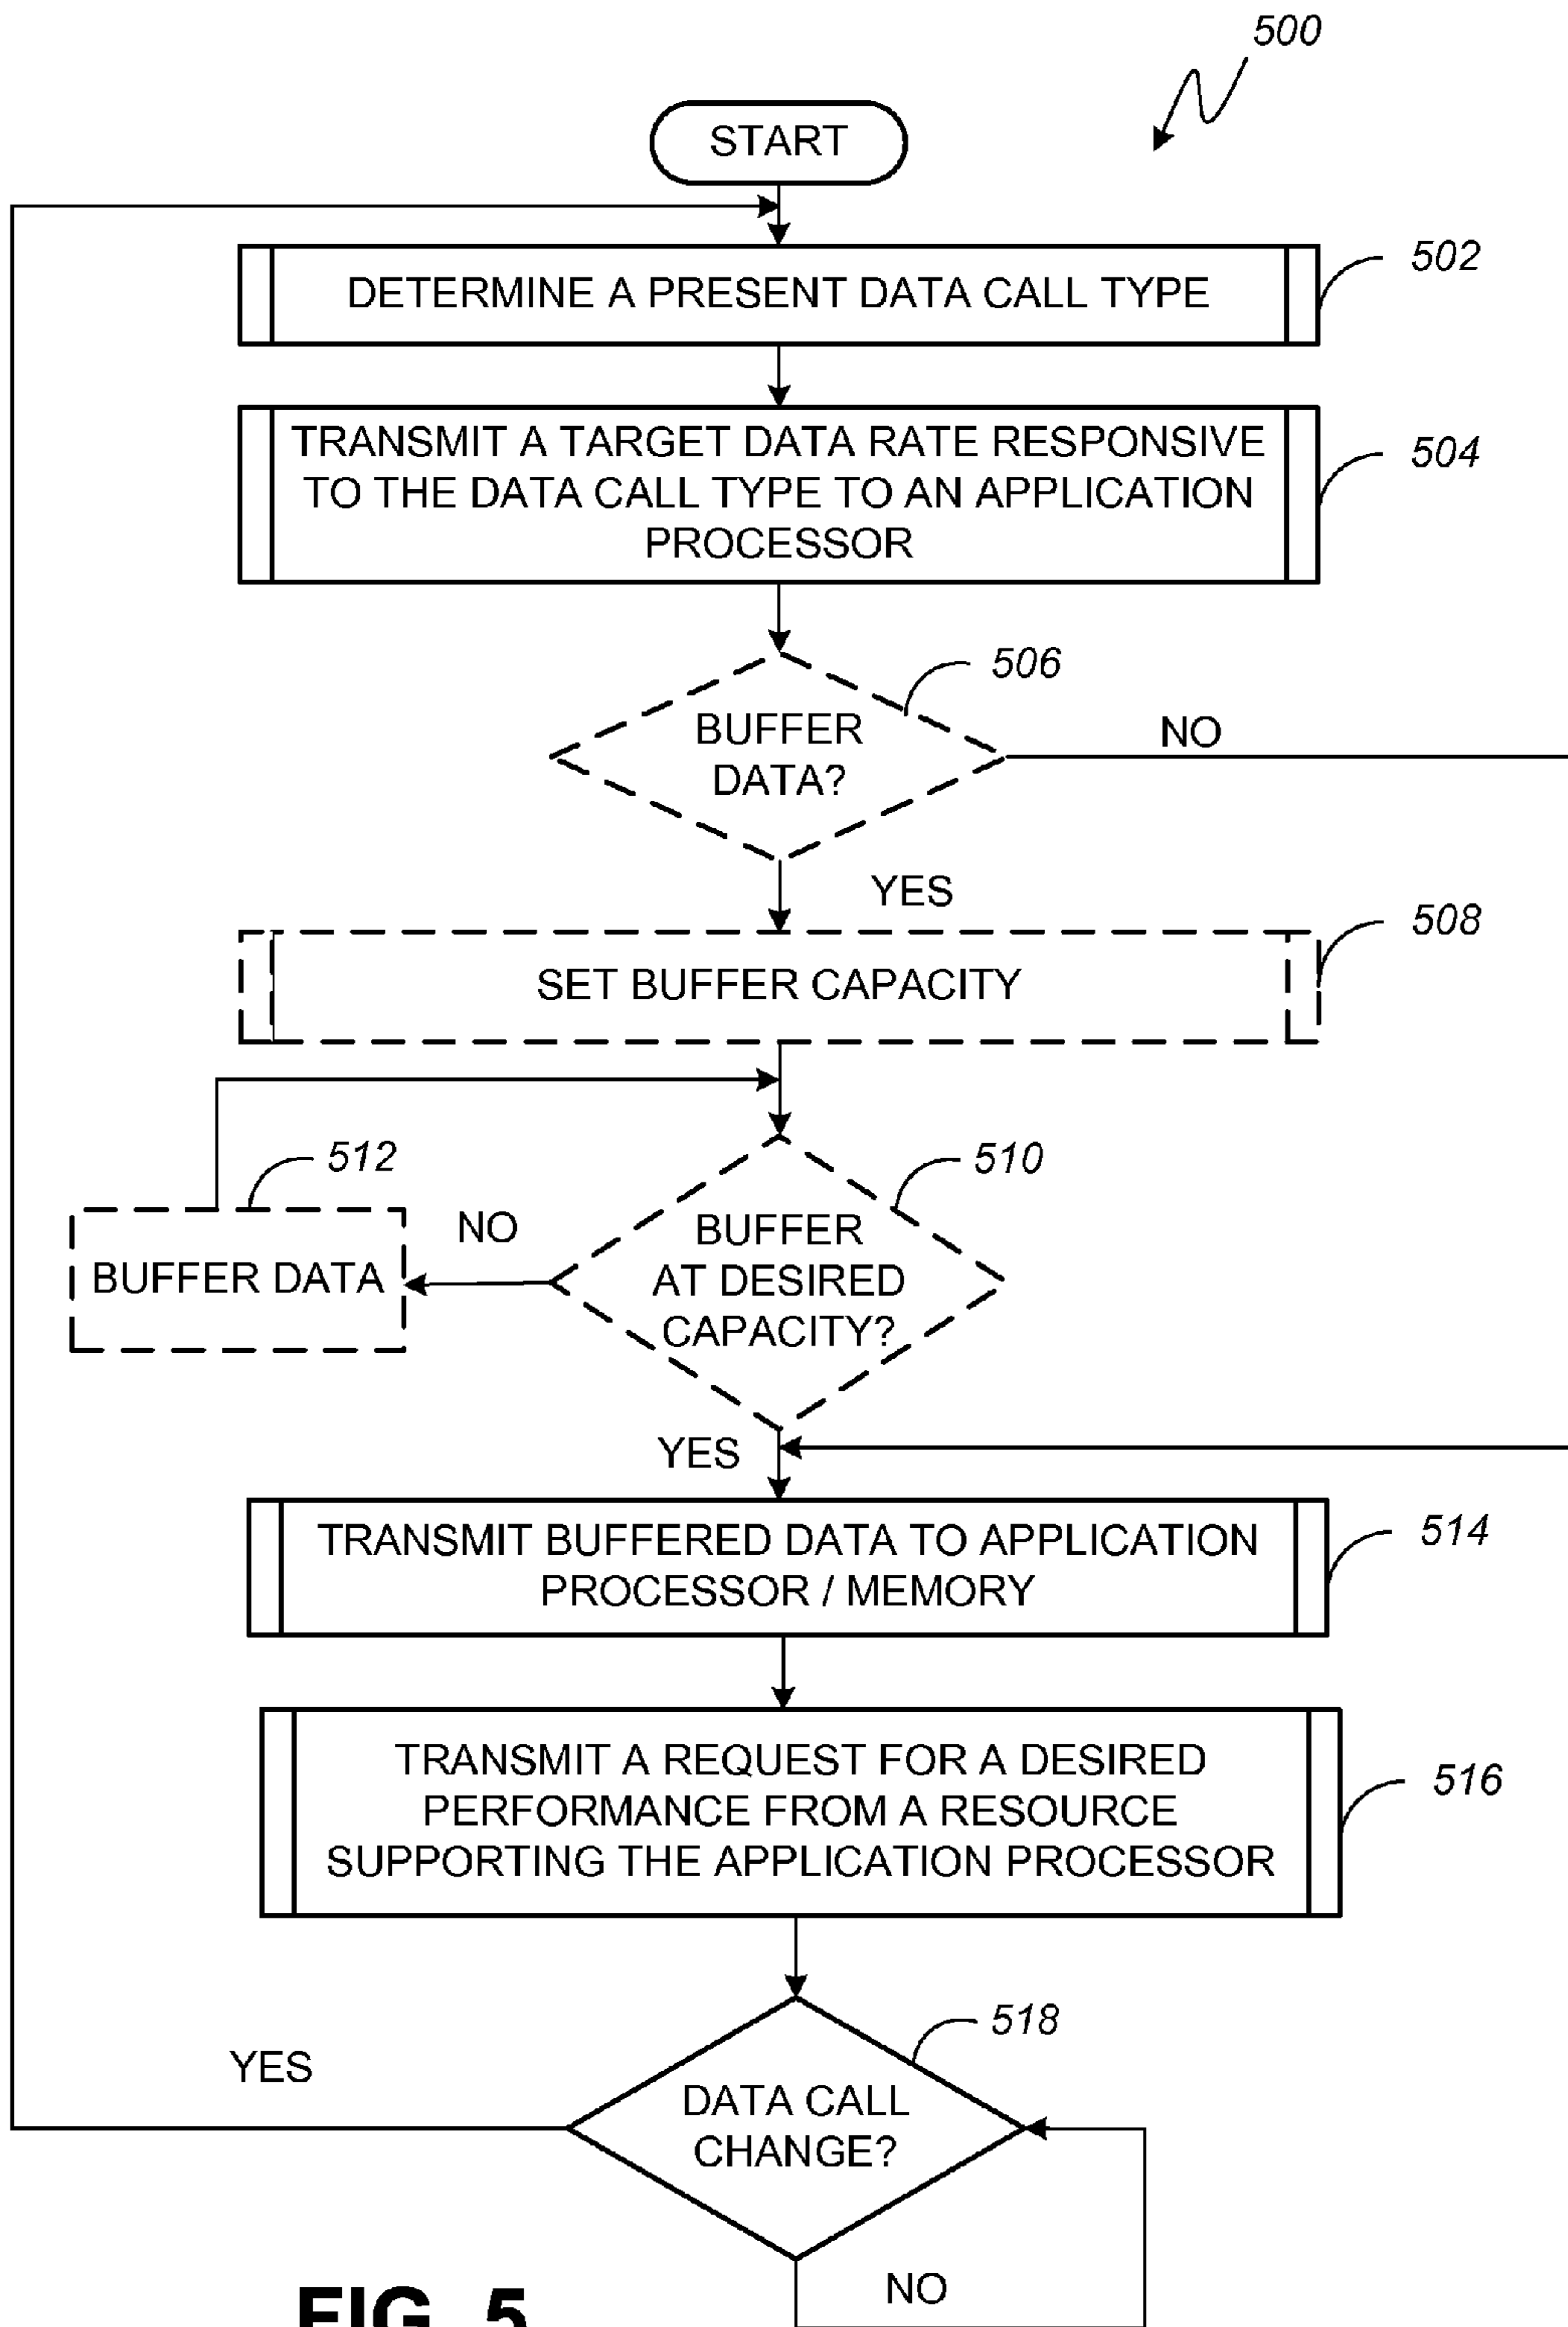 500
START
DETERMINE A PRESENT DATA CALL TYPE
502
TRANSMIT A TARGET DATA RATE RESPONSIVE
TO THE DATA CALL TYPE TO AN APPLICATION
PROCESSOR
504
506
BUFFER
DATA?
NO
YES
508
SET BUFFER CAPACITY
512
510
NO
BUFFER
AT DESIRED
CAPACITY?
BUFFER DATA
YES
TRANSMIT BUFFERED DATA TO APPLICATION
PROCESSOR / MEMORY
514
TRANSMIT A REQUEST FOR A DESIRED
PERFORMANCE FROM A RESOURCE
SUPPORTING THE APPLICATION PROCESSOR
516
518
YES
DATA CALL
CHANGE?
NO
FIG. 5